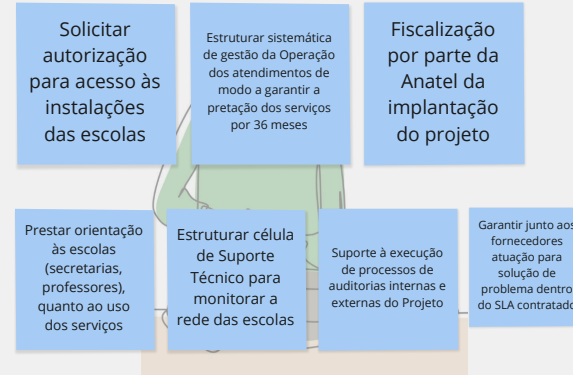 Solicitar
autorização
para acesso às
instalações
das escolas
Estruturar sistemática
de gestão da Operação
dos atendimentos de
modo a garantir a
pretação dos serviços
por 36 meses
Fiscalização
por parte da
Anatel da
implantação
do projeto
Prestar orientação
às escolas
(secretarias,
professores),
quanto ao uso
dos serviços
Estruturar célula
de Suporte
Técnico para
monitorar a
rede das escolas
Suporte à execução
de processos de
auditorias internas e
externas do Projeto
Garantir junto aos
fornecedores
atuação para
solução de
problema dentro
do SLA contratado